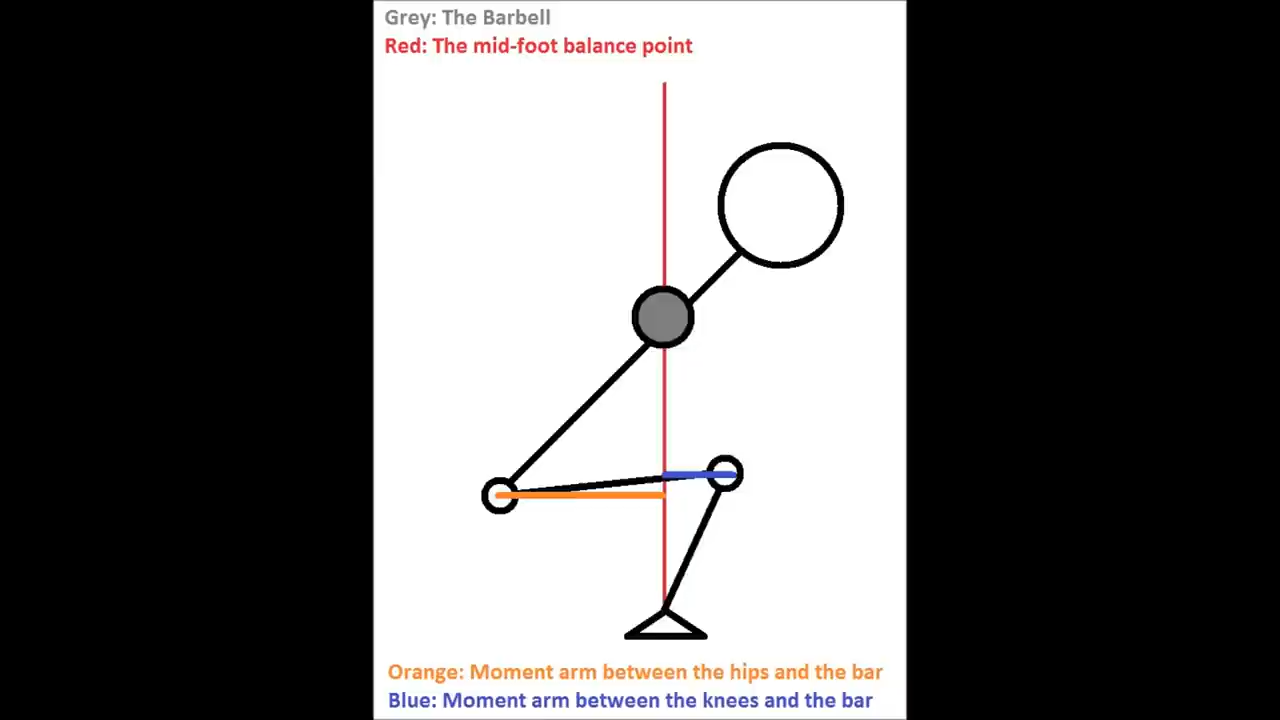 Grey: The Barbell
Red: The mid-foot balance point
Orange: Moment arm between the hips and the bar
Blue: Moment arm between the knees and the bar